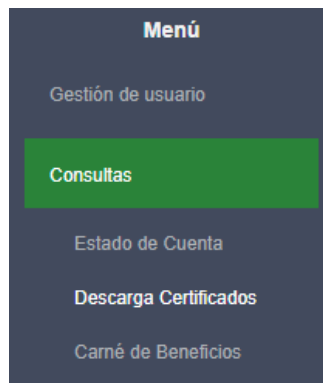 Menú
Gestión de usuario
Consultas
Estado de Cuenta
Descarga Certificados
Carné de Beneficios